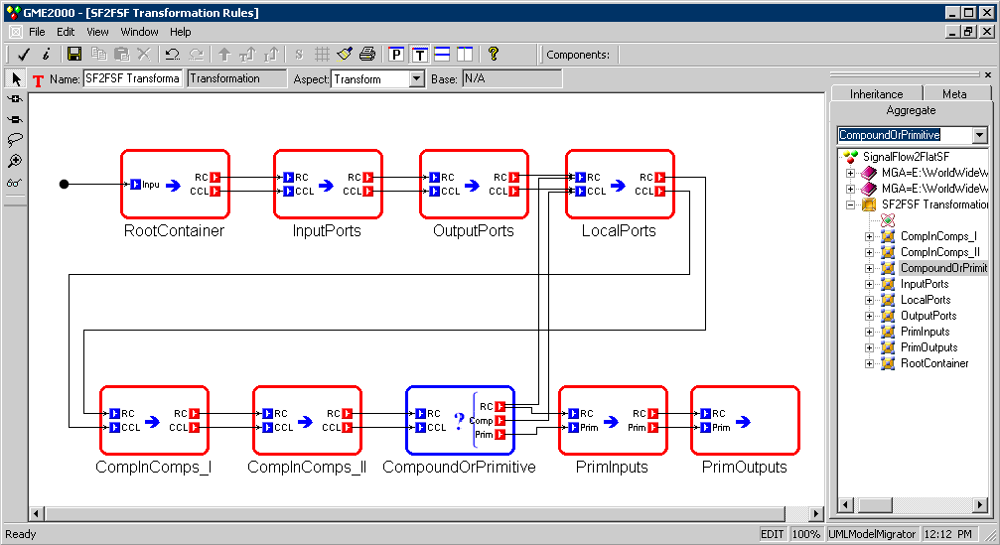 GME2000 - [SF2FSF Transformation Rules]
File Edit View Window Help
P T ? Components:
Name: SF2FSF Transforma Transformation Aspect: Transform Base: N/A
Inheritance Meta
Aggregate
CompoundOrPrimitive
SignalFlow2FlatSF
MGA=E:\WorldWideW
MGA=E:\WorldWideW
SF2FSF Transformation
CompInComps_I
CompInComps_II
CompoundOrPrimit
InputPorts
LocalPorts
OutputPorts
PrimInputs
PrimOutputs
RootContainer
Inpu RC
CCL
RootContainer
RC RC
CCL CCL
InputPorts
RC RC
CCL CCL
OutputPorts
RC RC
CCL CCL
LocalPorts
RC RC
CCL CCL
CompInComps_I
RC RC
CCL CCL
CompInComps_II
RC RC
CCL ? Comp
Prim
CompoundOrPrimitive
RC RC
Prim Prim
PrimInputs
RC
Prim
PrimOutputs
Ready EDIT 100% UMLModelMigrator 12:12 PM